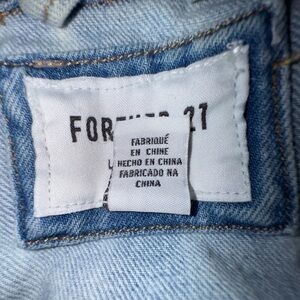 FOREVER 21
FABRIQUÉ
EN CHINE
HECHO EN CHINA
FABRICADO NA
CHINA